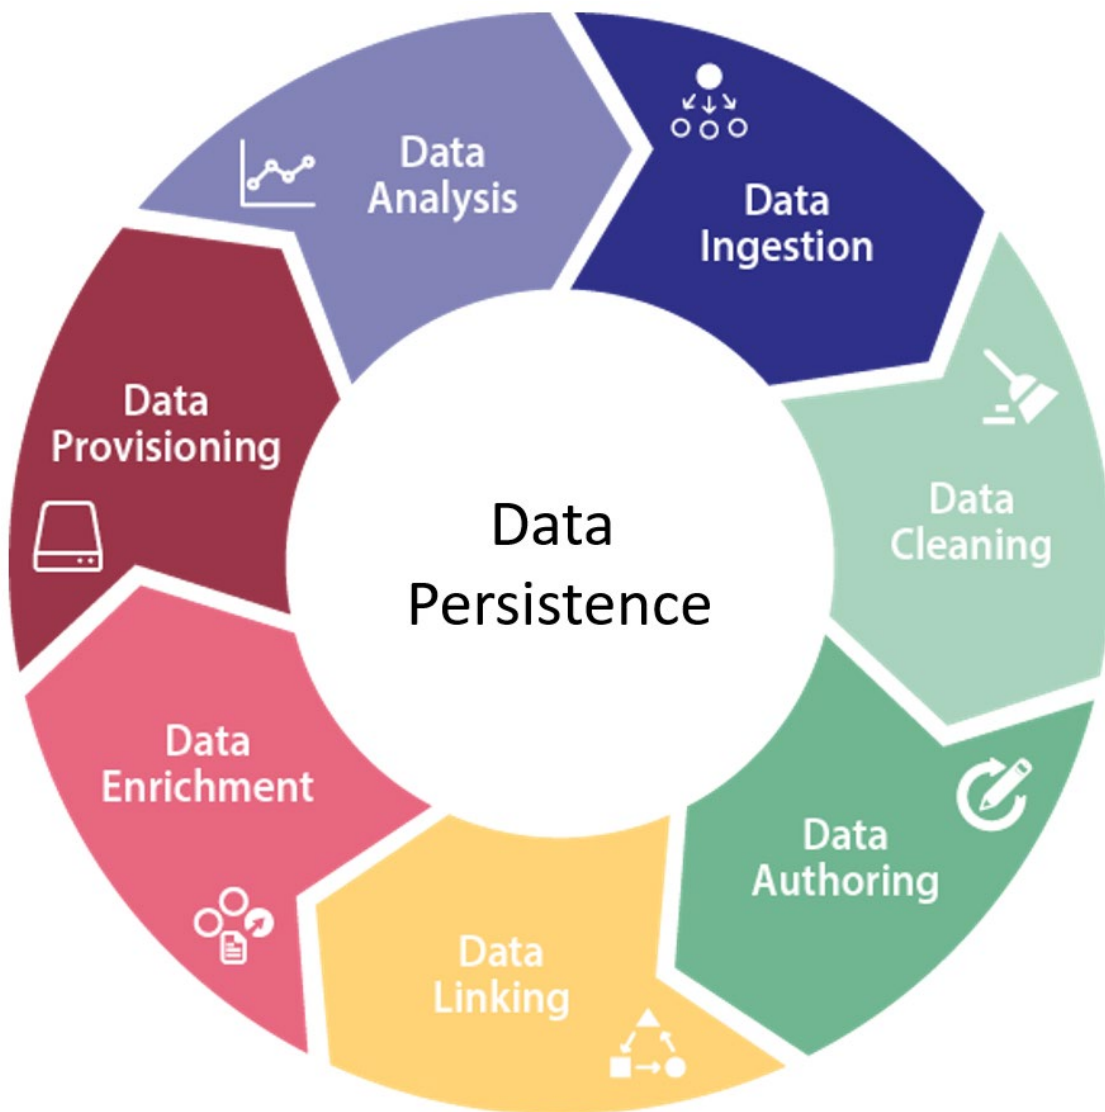 Data
Analysis
Data
Ingestion
Data
Cleaning
Data
Authoring
Data
Linking
Data
Enrichment
Data
Provisioning
Data
Persistence